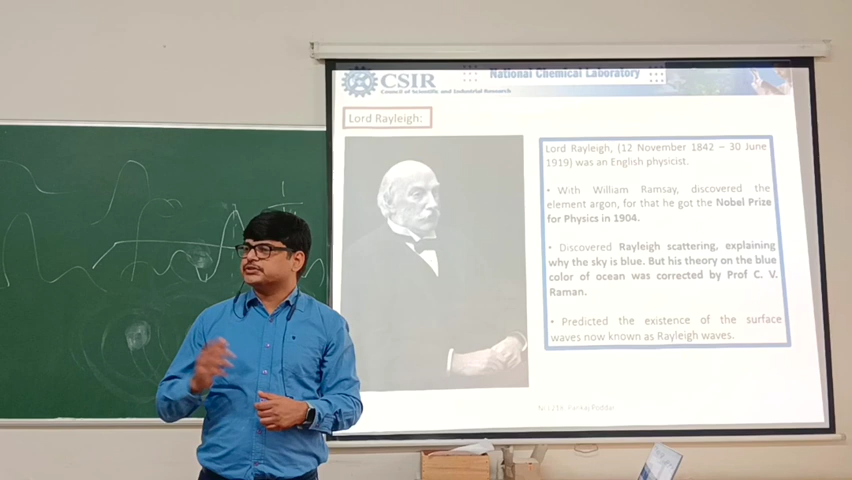 CSIR
Council of Scientific and Industrial Research
National Chemical Laboratory
Lord Rayleigh:
Lord Rayleigh, (12 November 1842 – 30 June
1919) was an English physicist.
• With William Ramsay, discovered the
element argon, for that he got the Nobel Prize
for Physics in 1904.
• Discovered Rayleigh scattering, explaining
why the sky is blue. But his theory on the blue
color of ocean was corrected by Prof C. V.
Raman.
• Predicted the existence of the surface
waves now known as Rayleigh waves.
Pankaj Poddar